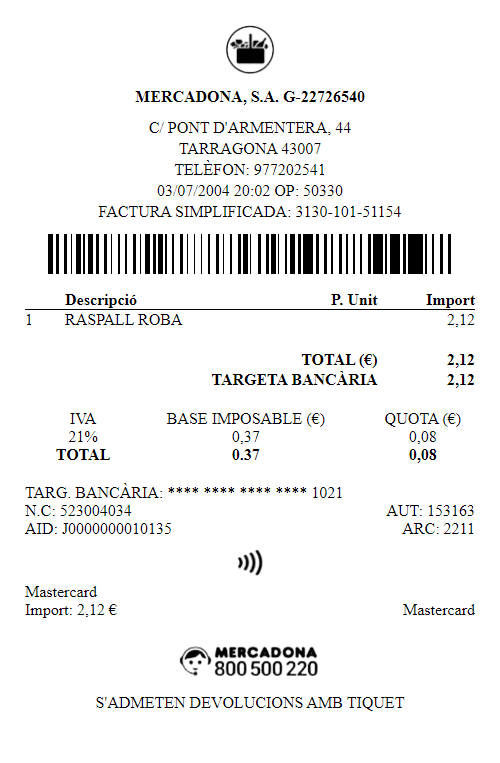 MERCADONA, S.A. G-22726540
C/ PONT D'ARMENTERA, 44
TARRAGONA 43007
TELÈFON: 977202541
03/07/2004 20:02 OP: 50330
FACTURA SIMPLIFICADA: 3130-101-51154
Descripció P. Unit Import
1 RASPALL ROBA 2,12
TOTAL (€) 2,12
TARGETA BANCÀRIA 2,12
IVA BASE IMPOSABLE (€) QUOTA (€)
21% 0,37 0,08
TOTAL 0.37 0,08
TARG. BANCÀRIA: **** **** **** **** 1021
N.C: 523004034 AUT: 153163
AID: J0000000010135 ARC: 2211
Mastercard
Import: 2,12 € Mastercard
MERCADONA
800 500 220
S'ADMETEN DEVOLUCIONS AMB TIQUET